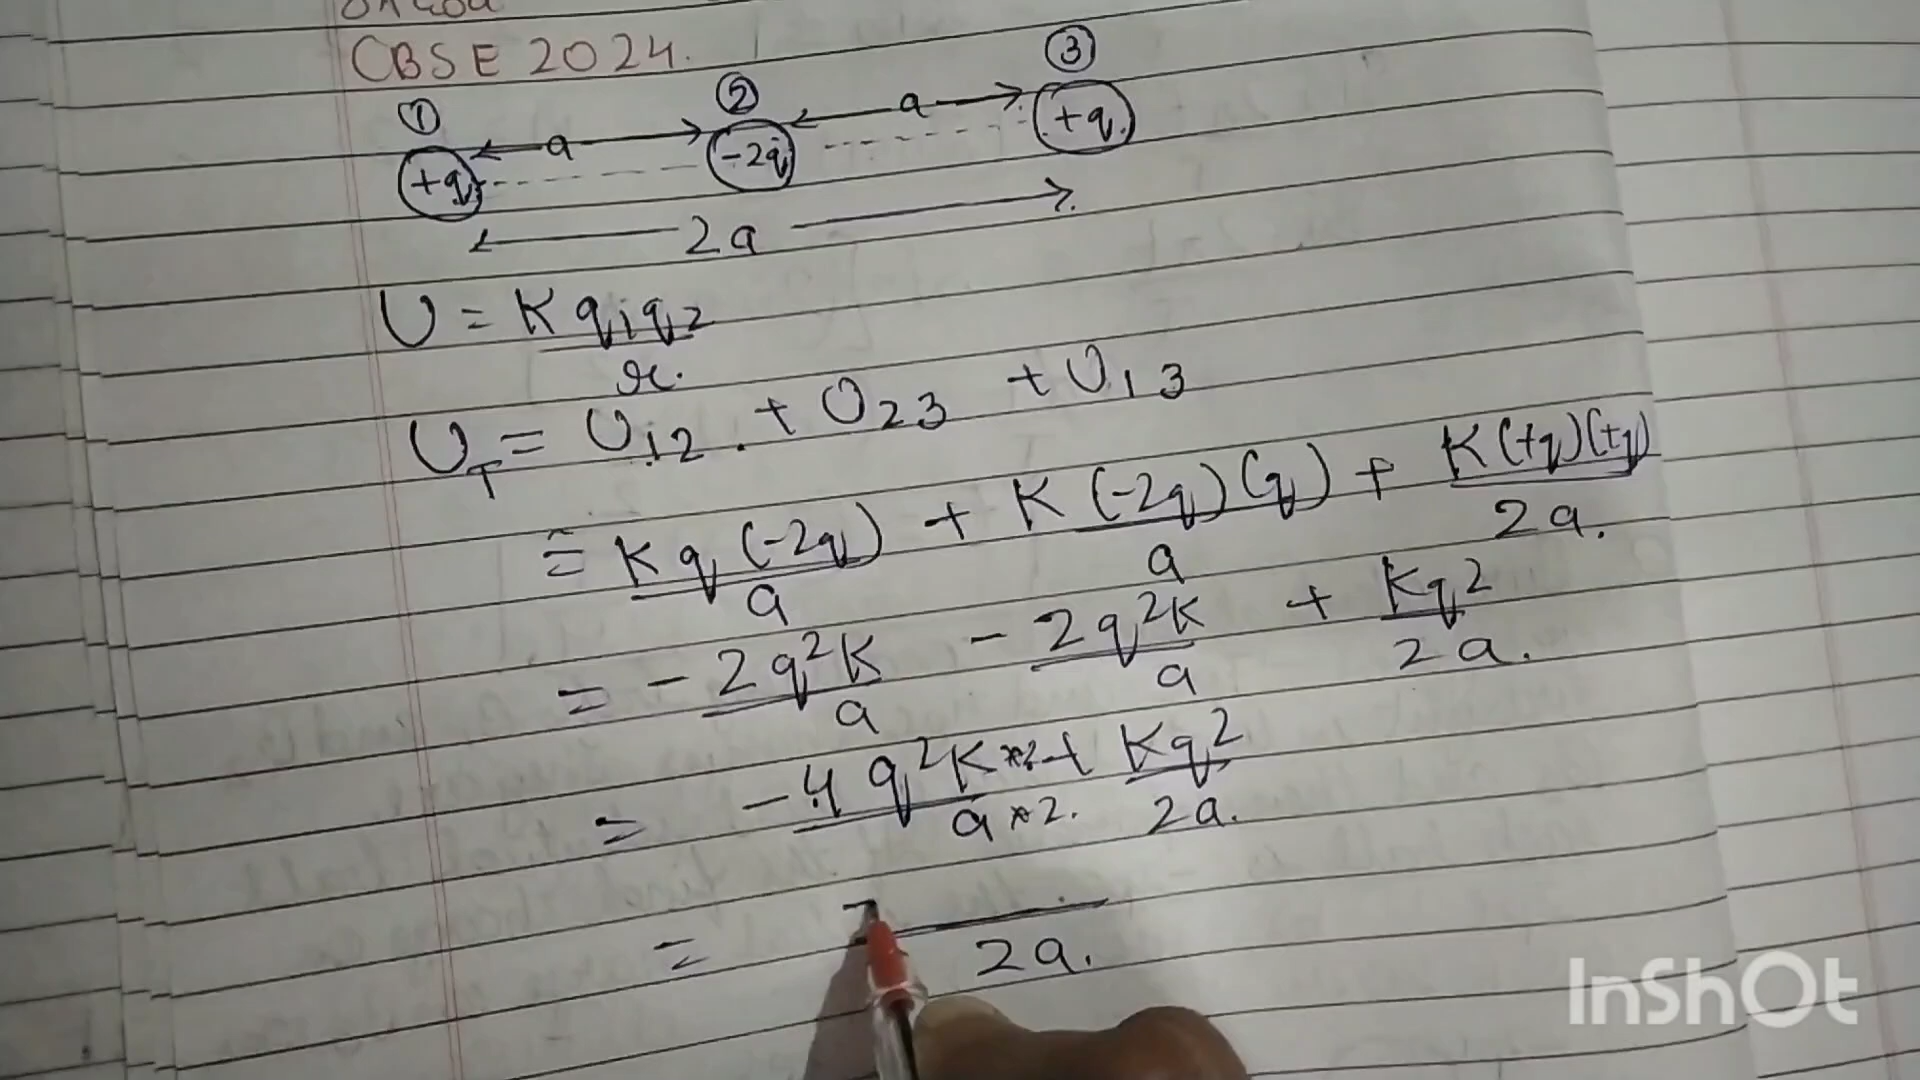 CBSE 2024.
① ② ③
+q a -2q a +q
2a
U = K q1q2
r.
UT = U12 + U23 + U13
= Kq(-2q) + K(-2q)(q) + K(+q)(+q)
a a 2a.
= - 2q²K - 2q²K + Kq²
a a 2a.
= -4q²K×2 + Kq²
a×2. 2a.
= -
2a.
InShOt